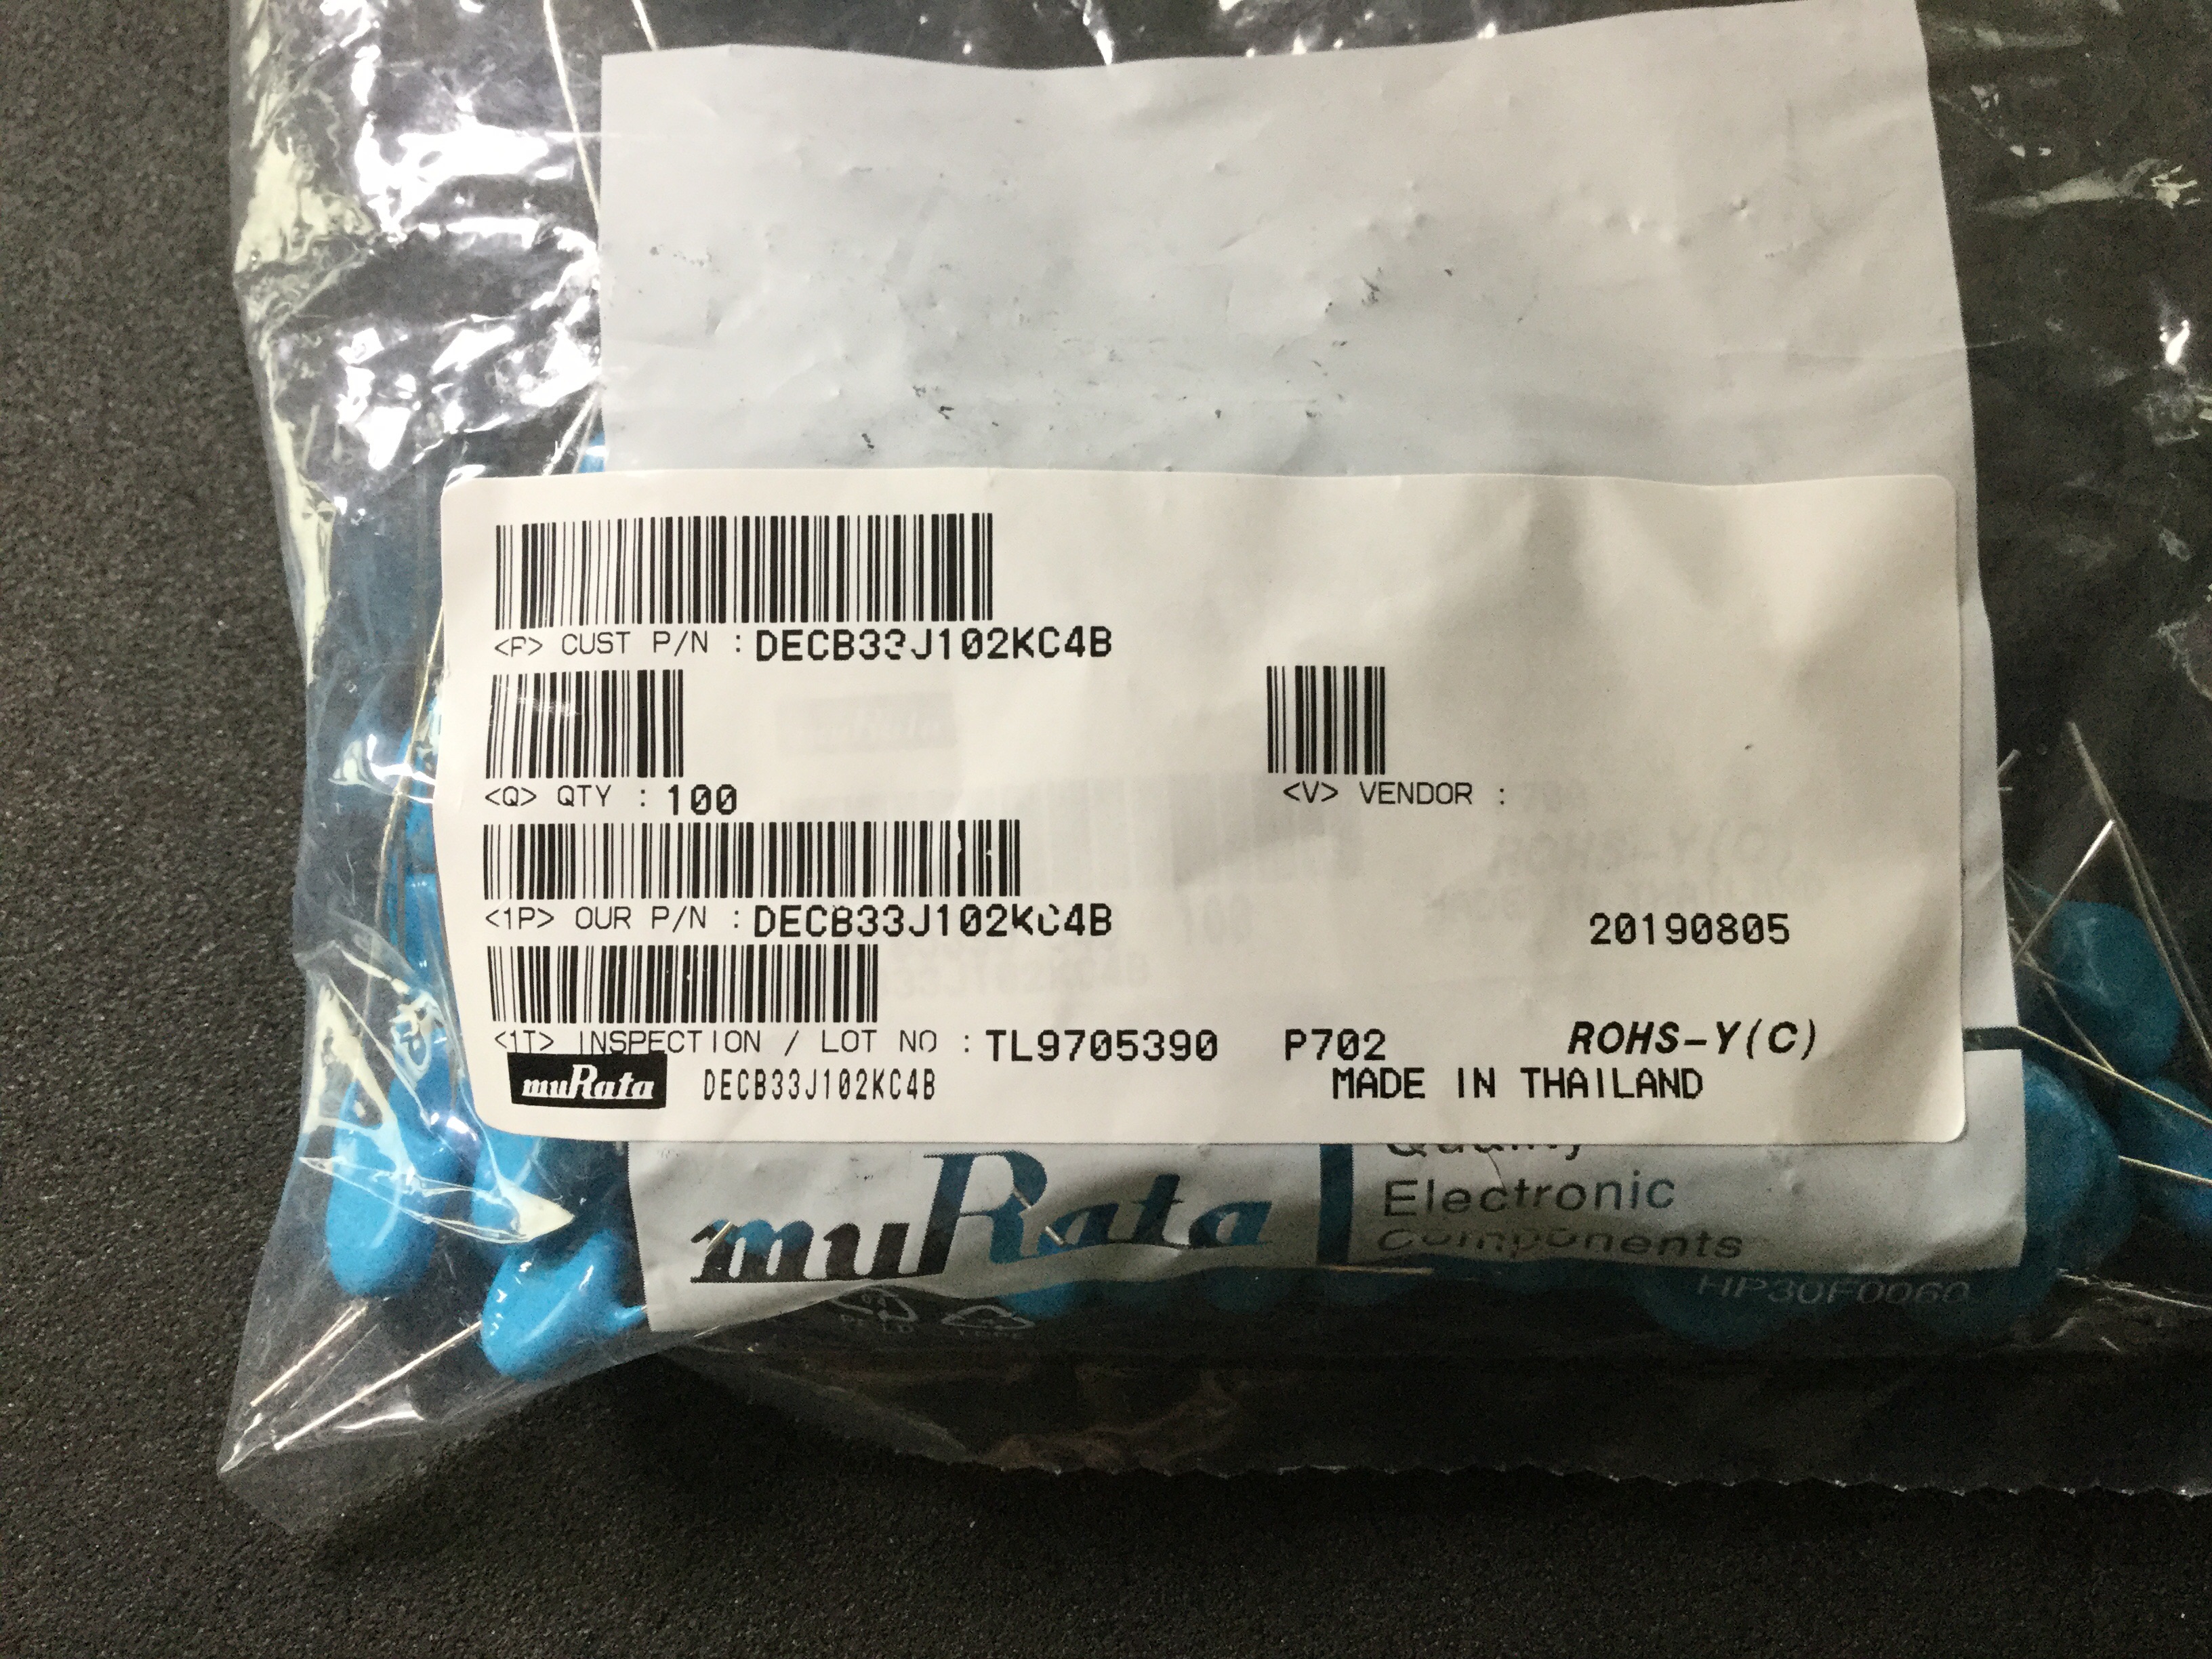 <P> CUST P/N : DECB33J102KC4B
<Q> QTY : 100
<V> VENDOR :
<1P> OUR P/N : DECB33J102KC4B
20190805
<1T> INSPECTION / LOT NO : TL9705390 P702 ROHS-Y(C)
muRata DECB33J102KC4B MADE IN THAILAND
muRata
Quality
Electronic
Components
HP30F0060